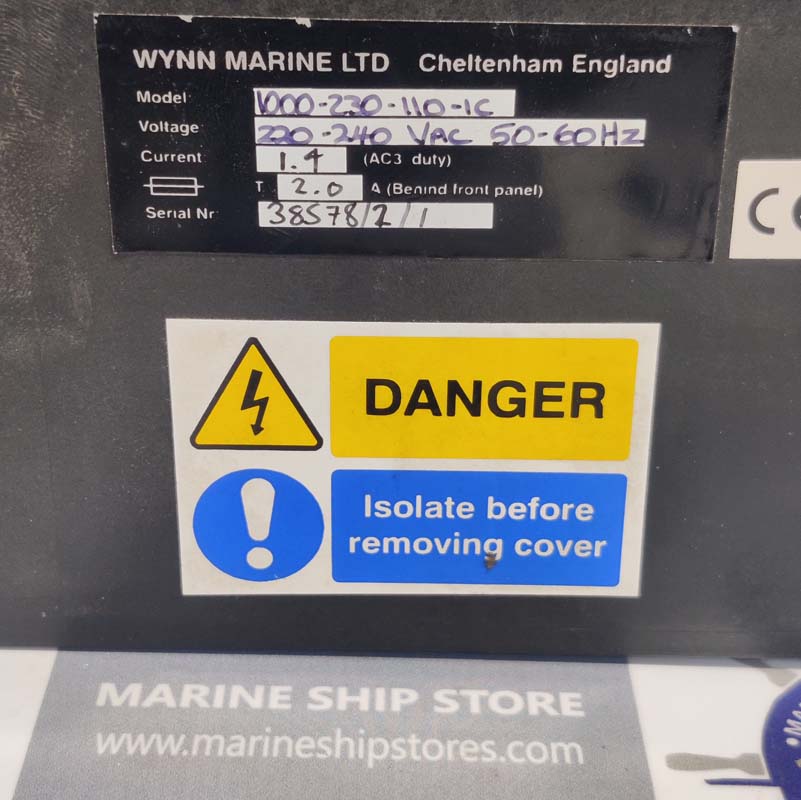 WYNN MARINE LTD Cheltenham England
Model 1000-230-110-1C
Voltage 220-240 VAC 50-60Hz
Current 1.4 (AC3 duty)
T 2.0 A (Behind front panel)
Serial Nr 38578/2/1
CE
DANGER
Isolate before
removing cover
MARINE SHIP STORE
www.marineshipstores.com